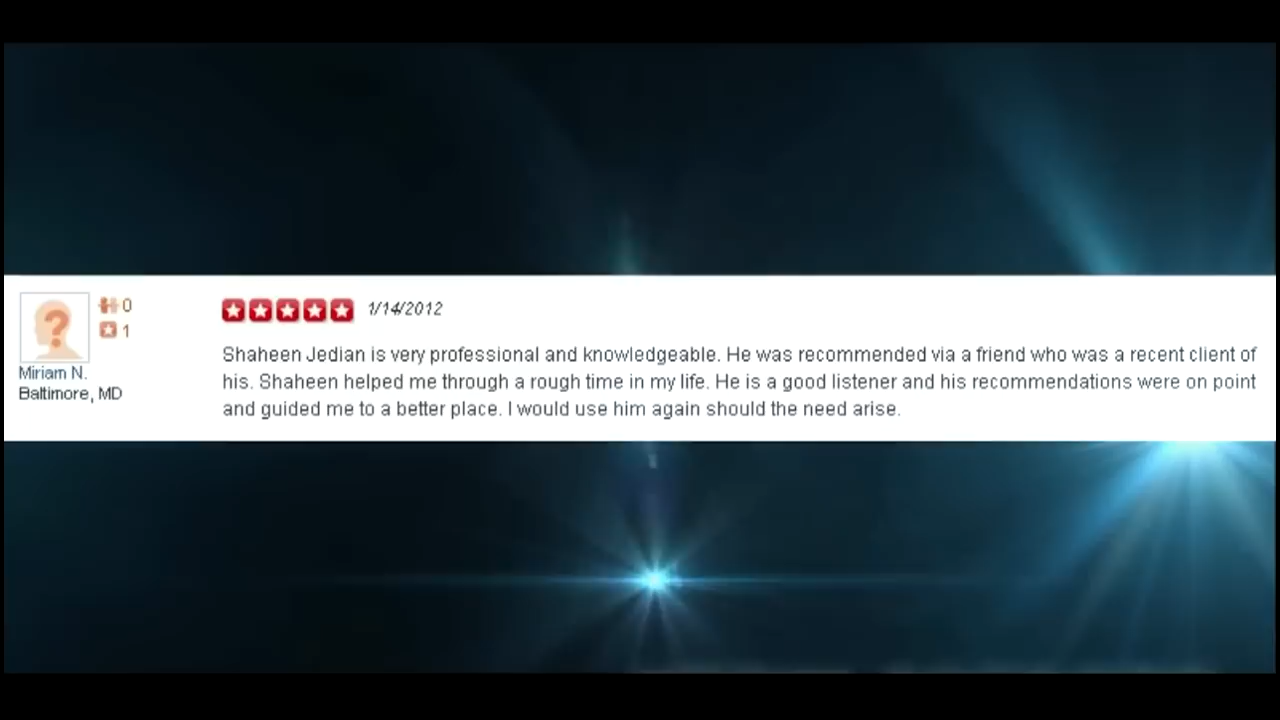 0
1
Miriam N.
Baltimore, MD
1/14/2012
Shaheen Jedian is very professional and knowledgeable. He was recommended via a friend who was a recent client of
his. Shaheen helped me through a rough time in my life. He is a good listener and his recommendations were on point
and guided me to a better place. I would use him again should the need arise.